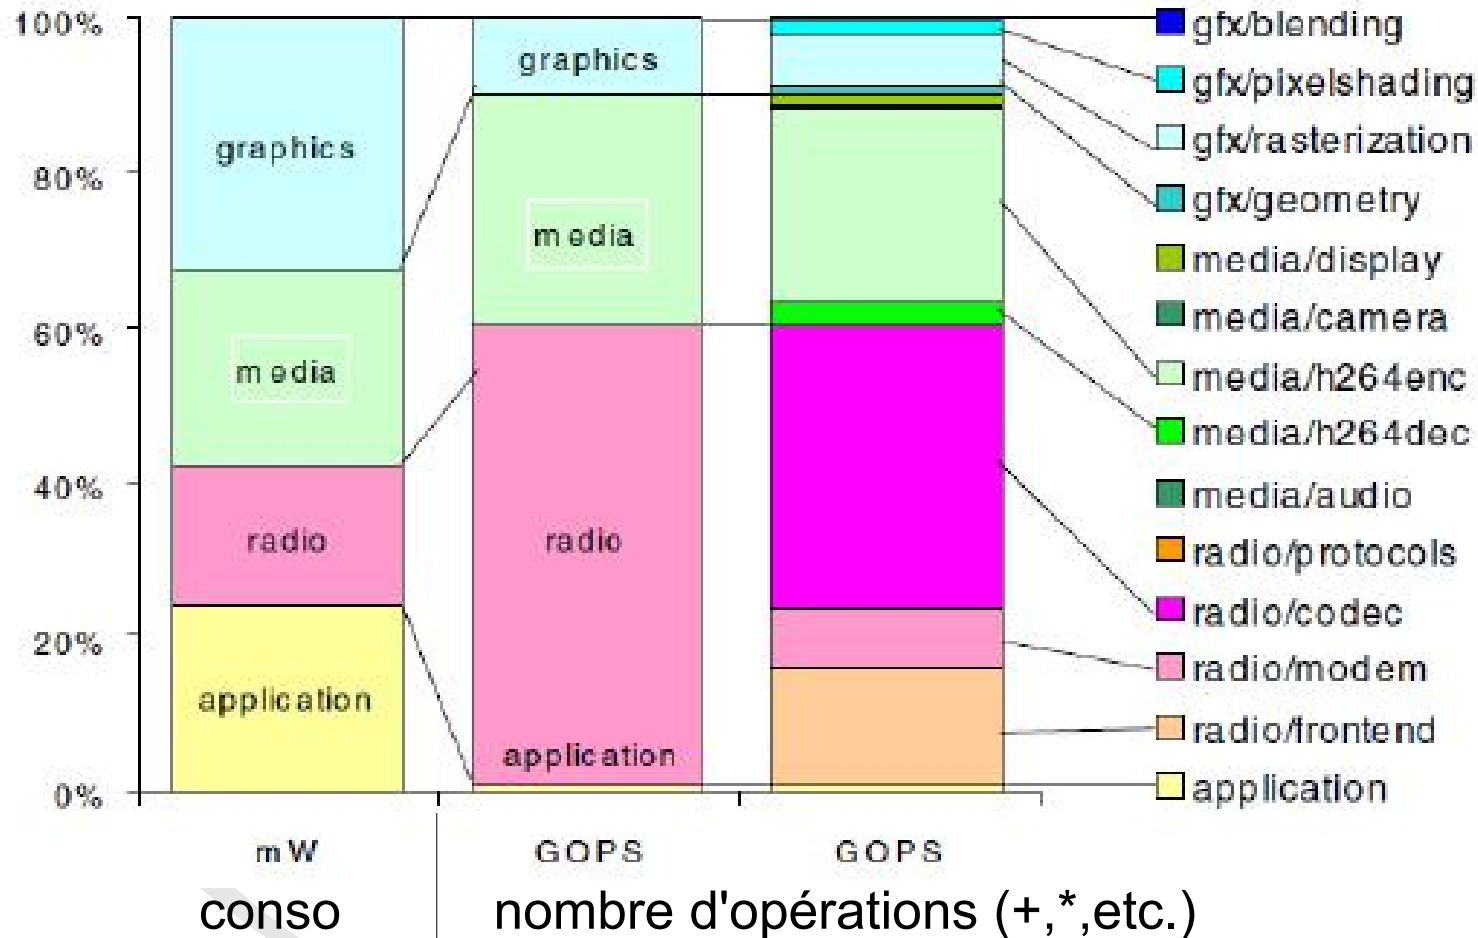 100%
80%
60%
40%
20%
0%
graphics
media
radio
application
graphics
media
radio
application
gfx/blending
gfx/pixelshading
gfx/rasterization
gfx/geometry
media/display
media/camera
media/h264enc
media/h264dec
media/audio
radio/protocols
radio/codec
radio/modem
radio/frontend
application
mW GOPS GOPS
conso nombre d'opérations (+,*,etc.)